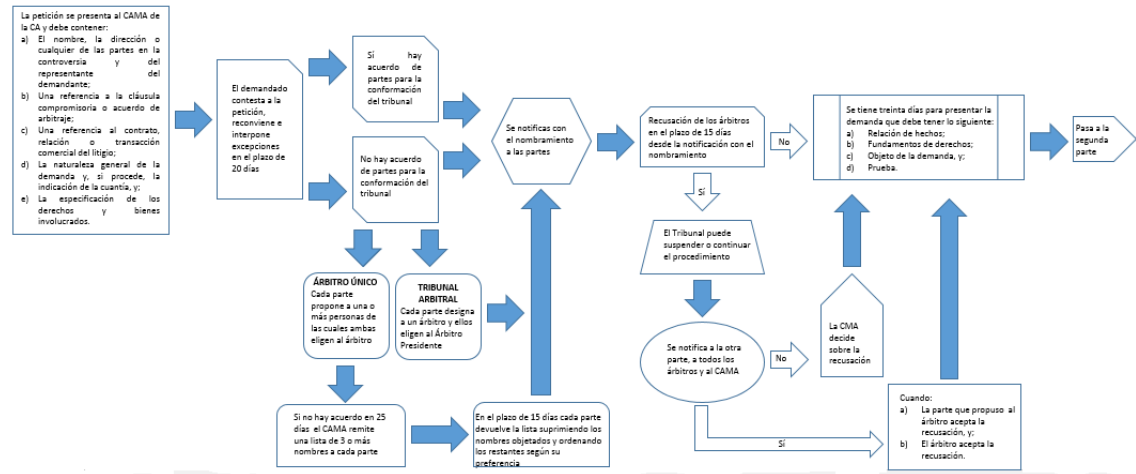 La petición se presenta al CAMA de
la CA y debe contener:
a) El nombre, la dirección o
cualquier de las partes en la
controversia y del
representante del
demandante;
b) Una referencia a la cláusula
compromisoria o acuerdo de
arbitraje;
c) Una referencia al contrato,
relación o transacción
comercial del litigio;
d) La naturaleza general de la
demanda y, si procede, la
indicación de la cuantía, y;
e) La especificación de los
derechos y bienes
involucrados.
El demandado
contesta a la
petición,
reconviene e
interpone
excepciones
en el plazo de
20 días
Si hay
acuerdo de
partes para la
conformación
del tribunal
No hay acuerdo
de partes para la
conformación del
tribunal
ÁRBITRO ÚNICO
Cada parte
propone a una o
más personas de
las cuales ambas
eligen al árbitro
TRIBUNAL
ARBITRAL
Cada parte designa
a un árbitro y ellos
eligen al Árbitro
Presidente
Si no hay acuerdo en 25
días el CAMA remite
una lista de 3 o más
nombres a cada parte
En el plazo de 15 días cada parte
devuelve la lista suprimiendo los
nombres objetados y ordenando
los restantes según su
preferencia
Se notificas con
el nombramiento
a las partes
Recusación de los árbitros
en el plazo de 15 días
desde la notificación con el
nombramiento
No
Sí
El Tribunal puede
suspender o continuar
el procedimiento
Se notifica a la otra
parte, a todos los
árbitros y al CAMA
No
Sí
La CMA
decide
sobre la
recusación
Cuando:
a) La parte que propuso al
árbitro acepta la
recusación, y;
b) El árbitro acepta la
recusación.
Se tiene treinta días para presentar la
demanda que debe tener lo siguiente:
a) Relación de hechos;
b) Fundamentos de derechos;
c) Objeto de la demanda, y;
d) Prueba.
Pasa a la
segunda
parte